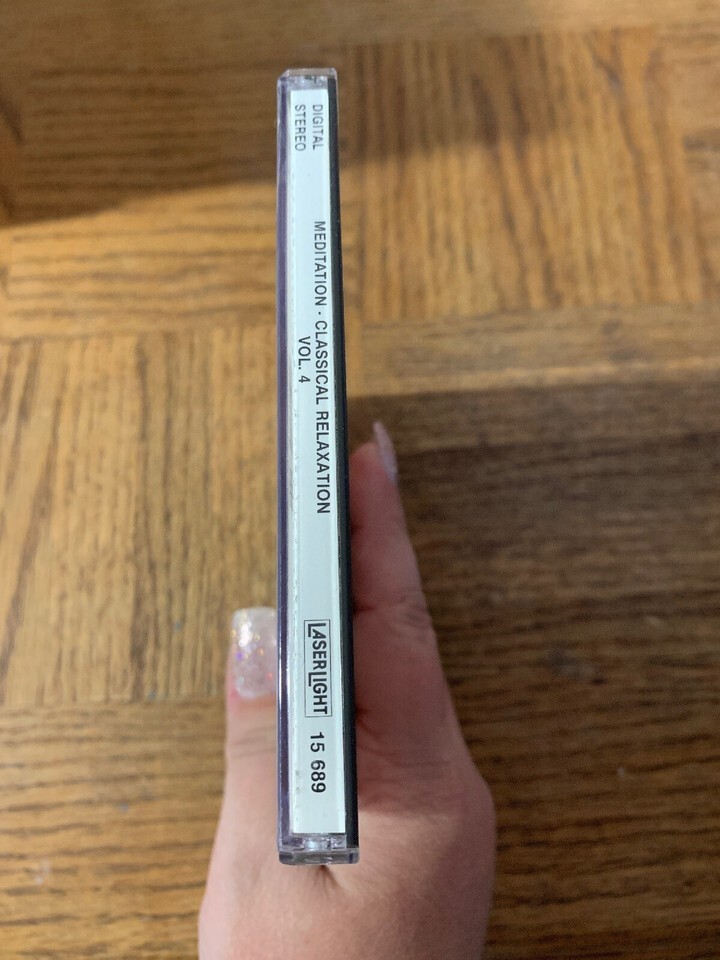 DIGITAL
STEREO
MEDITATION · CLASSICAL RELAXATION
VOL. 4
LASERLIGHT
15 689